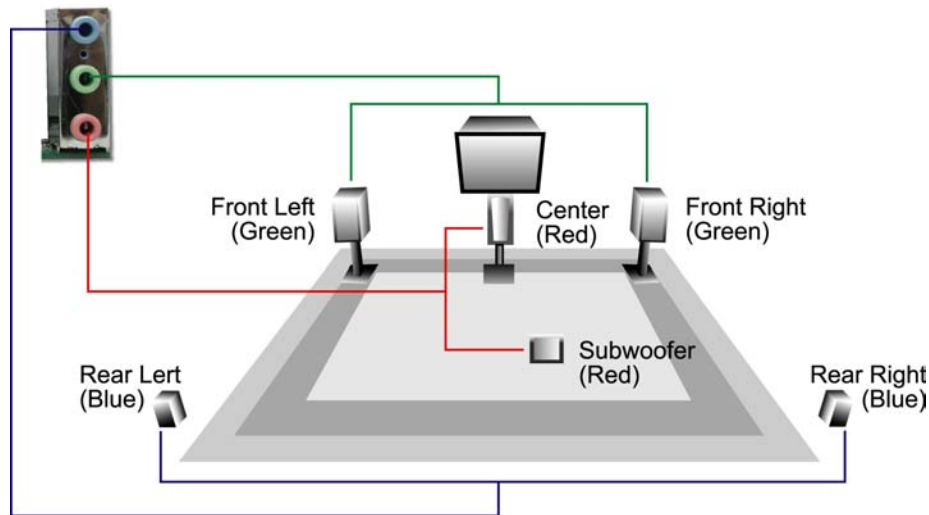 Front Left
(Green)
Center
(Red)
Front Right
(Green)
Subwoofer
(Red)
Rear Lert
(Blue)
Rear Right
(Blue)